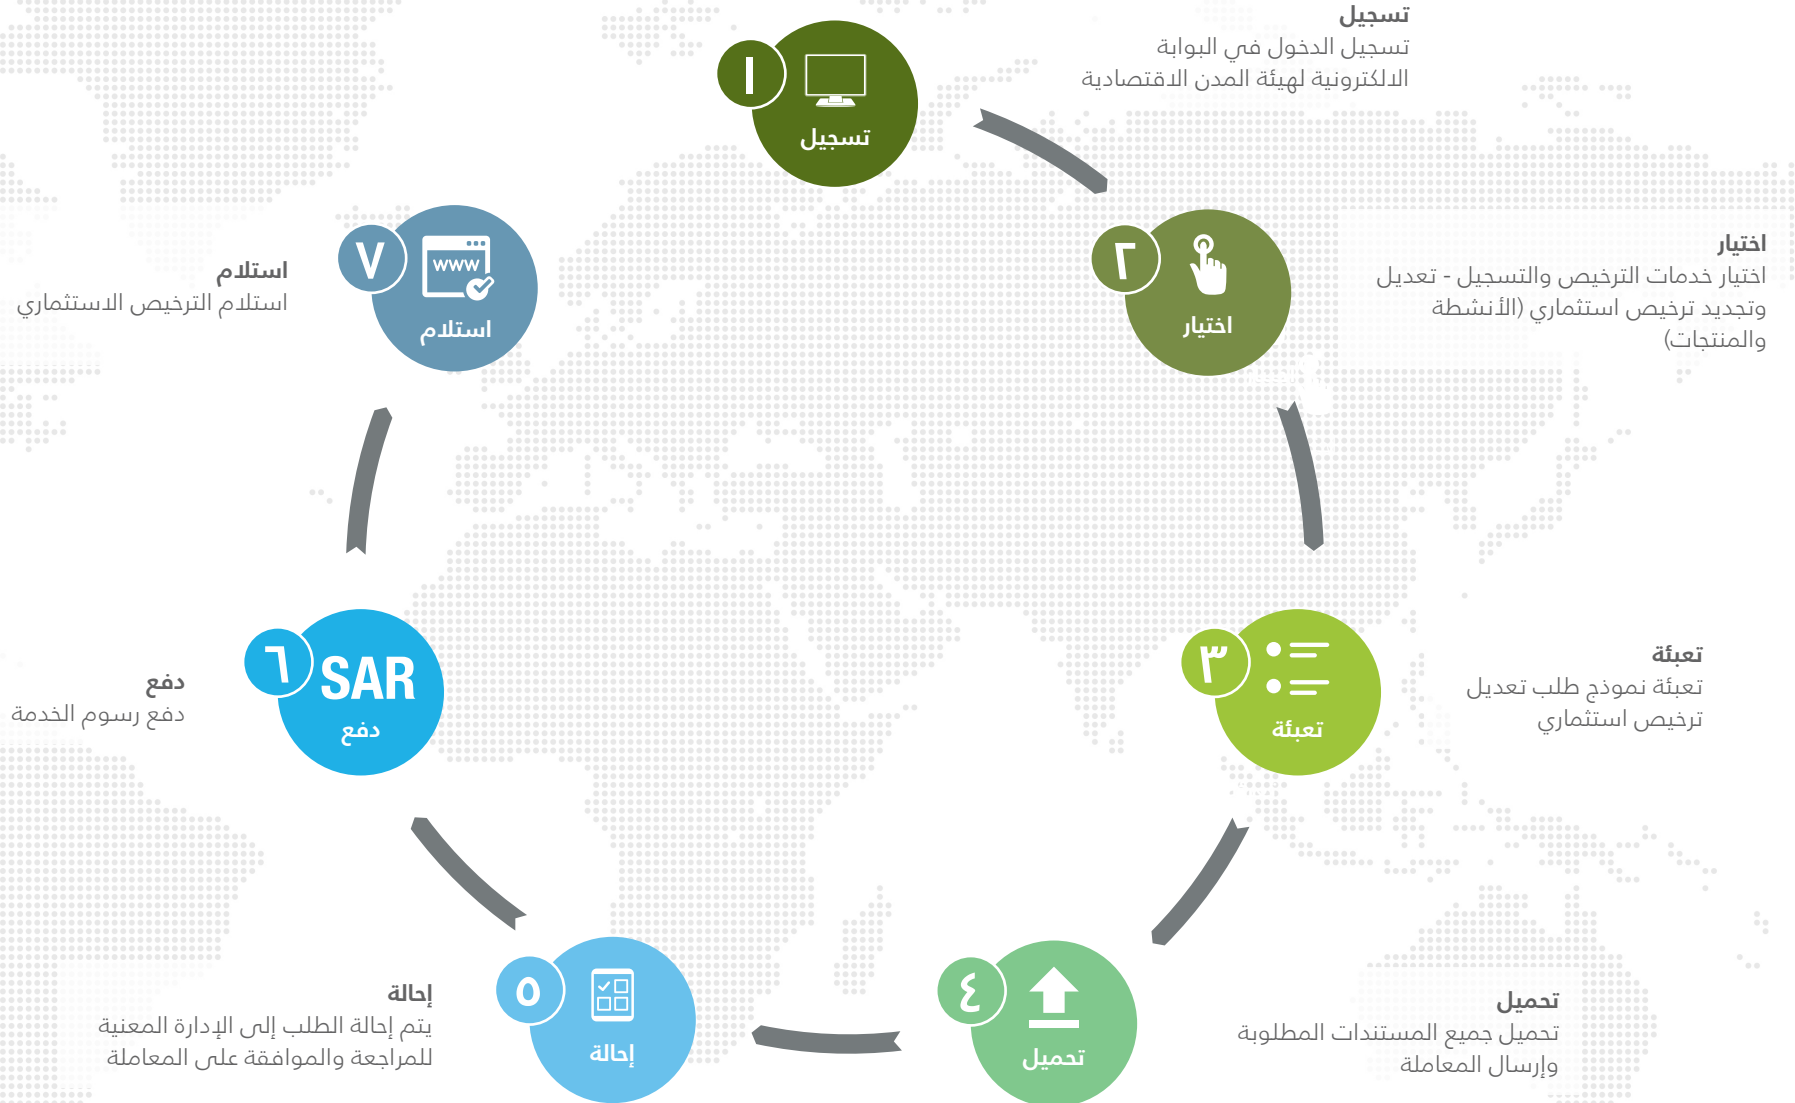 تسجيل
تسجيل الدخول في البوابة
الالكترونية لهيئة المدن الاقتصادية
١
تسجيل
اختيار
اختيار خدمات الترخيص والتسجيل - تعديل
وتجديد ترخيص استثماري (الأنشطة
والمنتجات)
٢
اختيار
تعبئة
تعبئة نموذج طلب تعديل
ترخيص استثماري
٣
تعبئة
تحميل
تحميل جميع المستندات المطلوبة
وإرسال المعاملة
٤
تحميل
إحالة
يتم إحالة الطلب إلى الإدارة المعنية
للمراجعة والموافقة على المعاملة
٥
إحالة
دفع
دفع رسوم الخدمة
٦
SAR
دفع
استلام
استلام الترخيص الاستثماري
٧
www
استلام